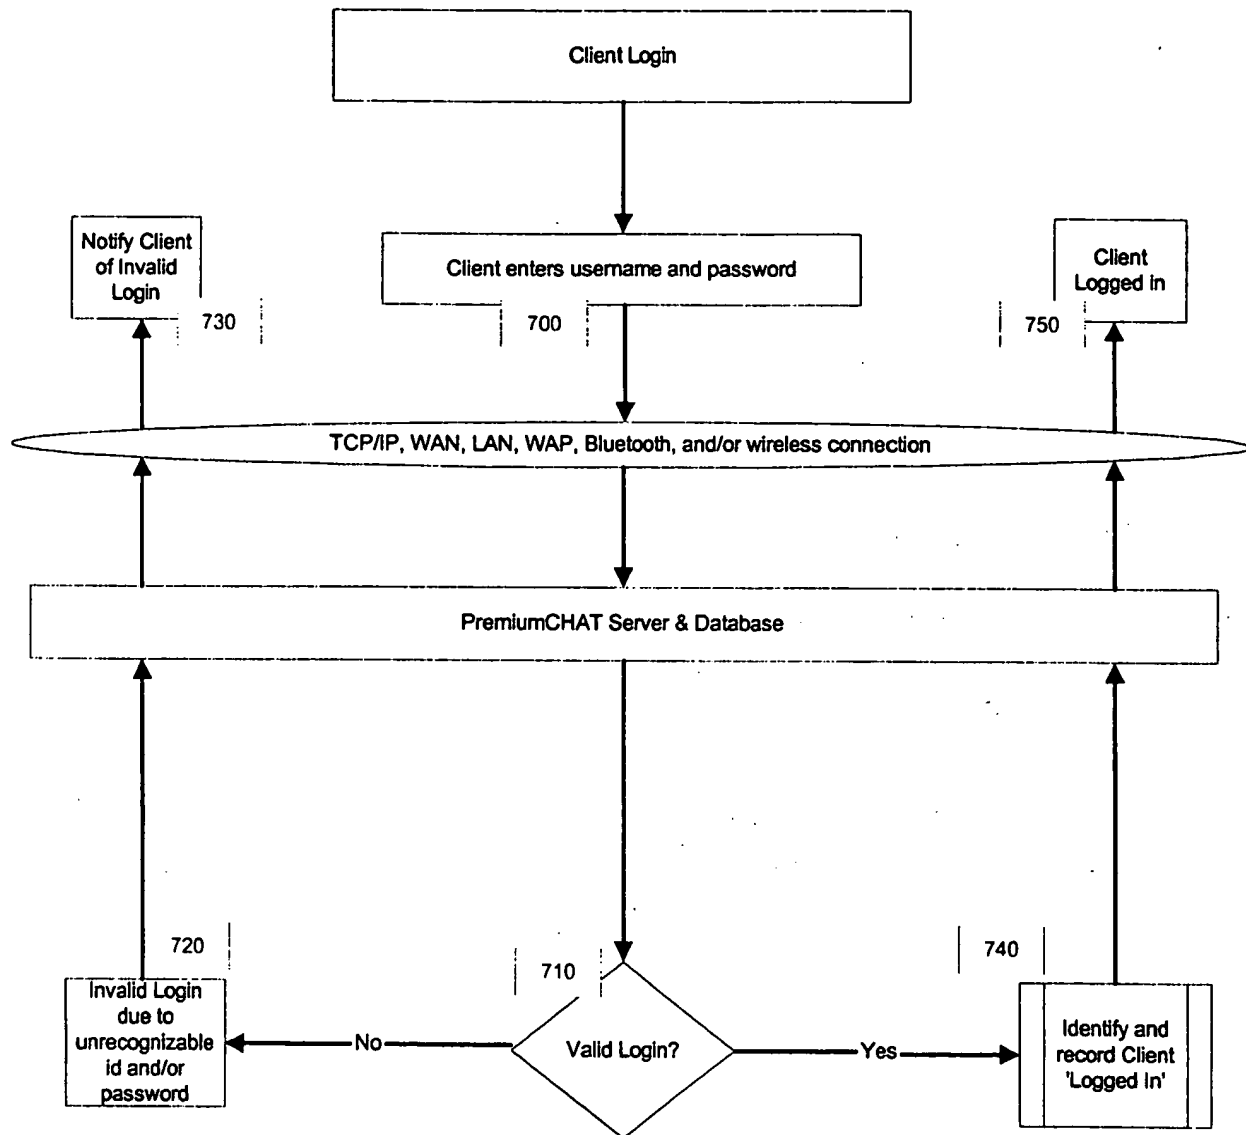 Client Login
Notify Client
of Invalid
Login
730
Client enters username and password
700
Client
Logged in
750
TCP/IP, WAN, LAN, WAP, Bluetooth, and/or wireless connection
PremiumCHAT Server & Database
720
Invalid Login
due to
unrecognizable
id and/or
password
No
710
Valid Login?
Yes
740
Identify and
record Client
'Logged In'